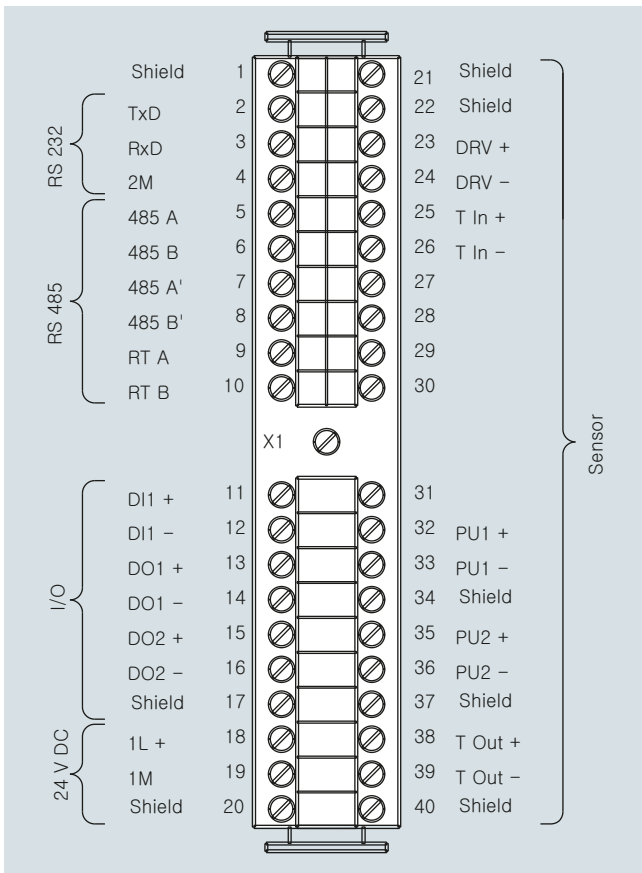 Shield 1 21 Shield
TxD 2 22 Shield
RxD 3 23 DRV +
2M 4 24 DRV –
RS 232
485 A 5 25 T In +
485 B 6 26 T In –
485 A' 7 27
485 B' 8 28
RT A 9 29
RT B 10 30
RS 485
X1
Sensor
DI1 + 11 31
DI1 – 12 32 PU1 +
DO1 + 13 33 PU1 –
DO1 – 14 34 Shield
DO2 + 15 35 PU2 +
DO2 – 16 36 PU2 –
Shield 17 37 Shield
I/O
1L + 18 38 T Out +
1M 19 39 T Out –
Shield 20 40 Shield
24 V DC